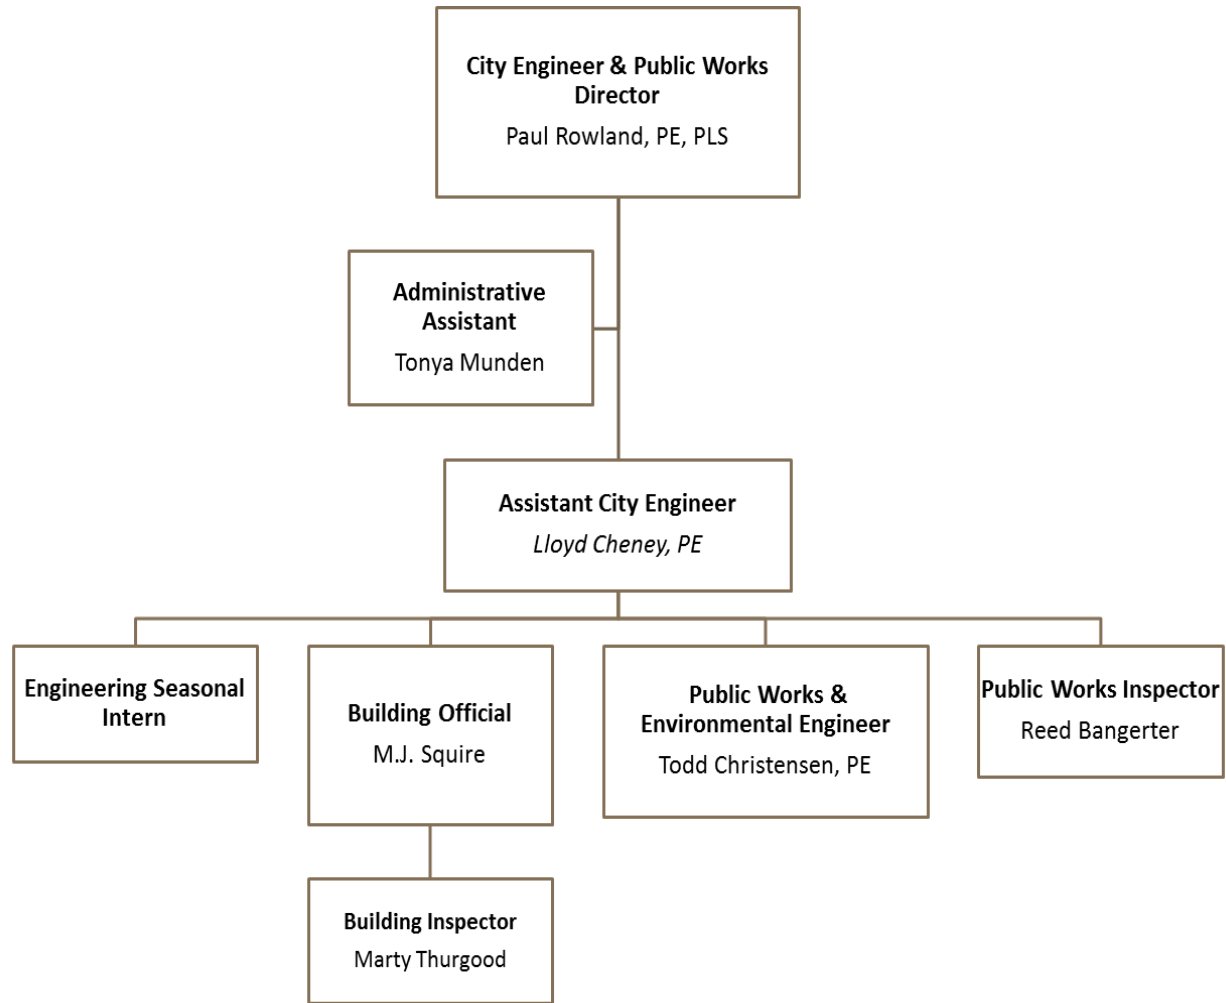 City Engineer & Public Works
Director
Paul Rowland, PE, PLS
Administrative
Assistant
Tonya Munden
Assistant City Engineer
Lloyd Cheney, PE
Engineering Seasonal
Intern
Building Official
M.J. Squire
Public Works &
Environmental Engineer
Todd Christensen, PE
Public Works Inspector
Reed Bangerter
Building Inspector
Marty Thurgood